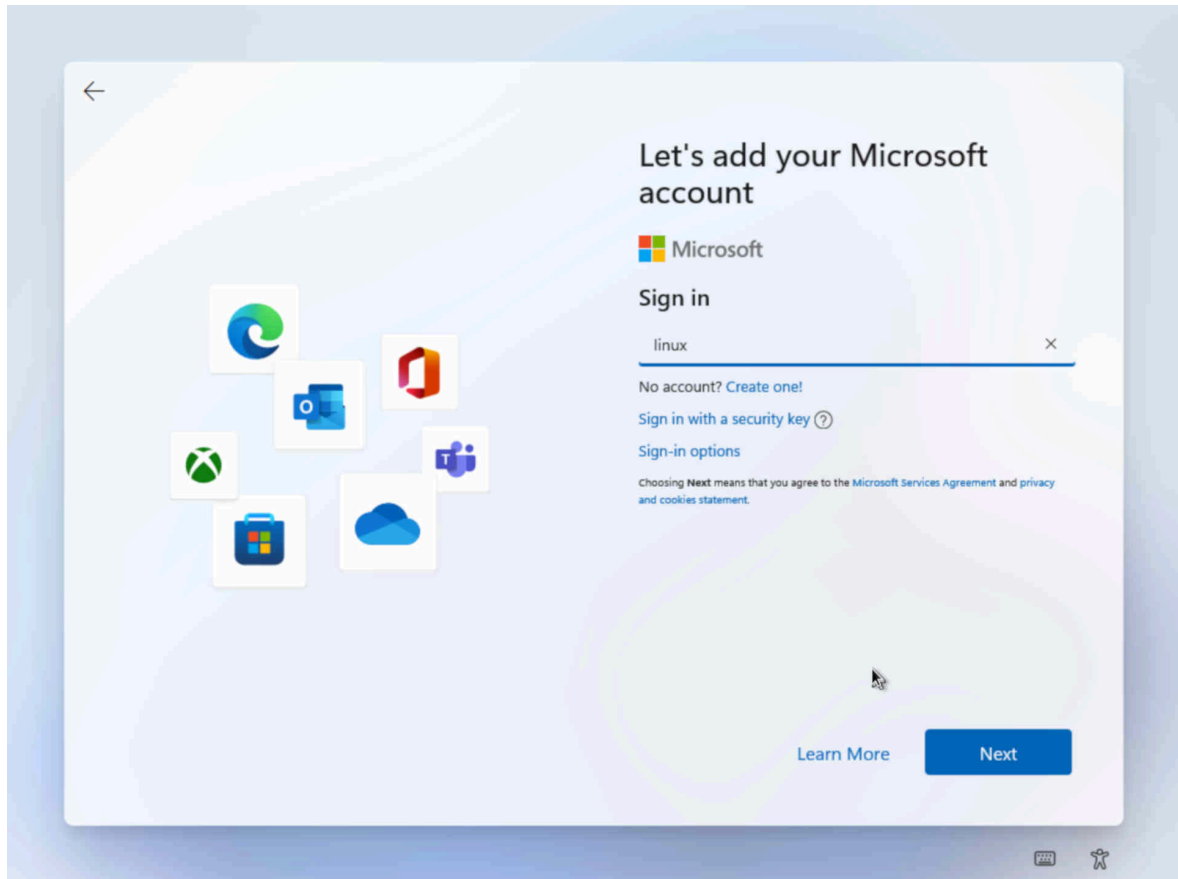 Let's add your Microsoft
account
Microsoft
Sign in
linux
No account? Create one!
Sign in with a security key
Sign-in options
Choosing Next means that you agree to the Microsoft Services Agreement and privacy
and cookies statement.
Learn More
Next